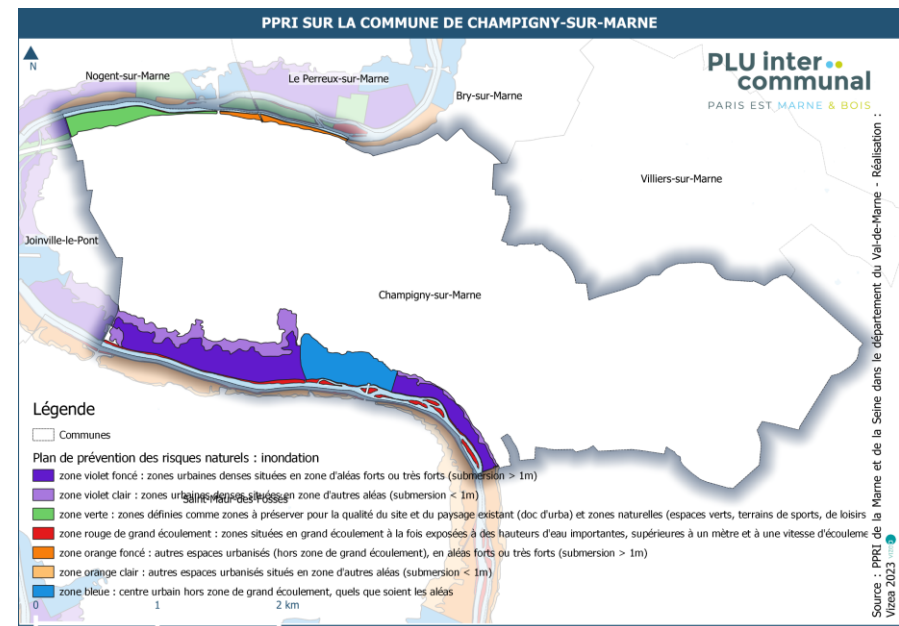 PPRI SUR LA COMMUNE DE CHAMPIGNY-SUR-MARNE
N
Nogent-sur-Marne
Le Perreux-sur-Marne
Bry-sur-Marne
PLU inter
communal
PARIS EST MARNE & BOIS
Villiers-sur-Marne
Joinville-le-Pont
Champigny-sur-Marne
Légende
Communes
Plan de prévention des risques naturels : inondation
zone violet foncé : zones urbaines denses situées en zone d'aléas forts ou très forts (submersion > 1m)
zone violet clair : zones urbaines denses situées en zone d'autres aléas (submersion < 1m)
Saint-Maur-des-Fossés
zone verte : zones définies comme zones à préserver pour la qualité du site et du paysage existant (doc d'urba) et zones naturelles (espaces verts, terrains de sports, de loisirs
zone rouge de grand écoulement : zones situées en grand écoulement à la fois exposées à des hauteurs d'eau importantes, supérieures à un mètre et à une vitesse d'écouleme
zone orange foncé : autres espaces urbanisés (hors zone de grand écoulement), en aléas forts ou très forts (submersion > 1m)
zone orange clair : autres espaces urbanisés situés en zone d'autres aléas (submersion < 1m)
zone bleue : centre urbain hors zone de grand écoulement, quels que soient les aléas
0 1 2 km
Source : PPRI de la Marne et de la Seine dans le département du Val-de-Marne - Réalisation :
Vizea 2023